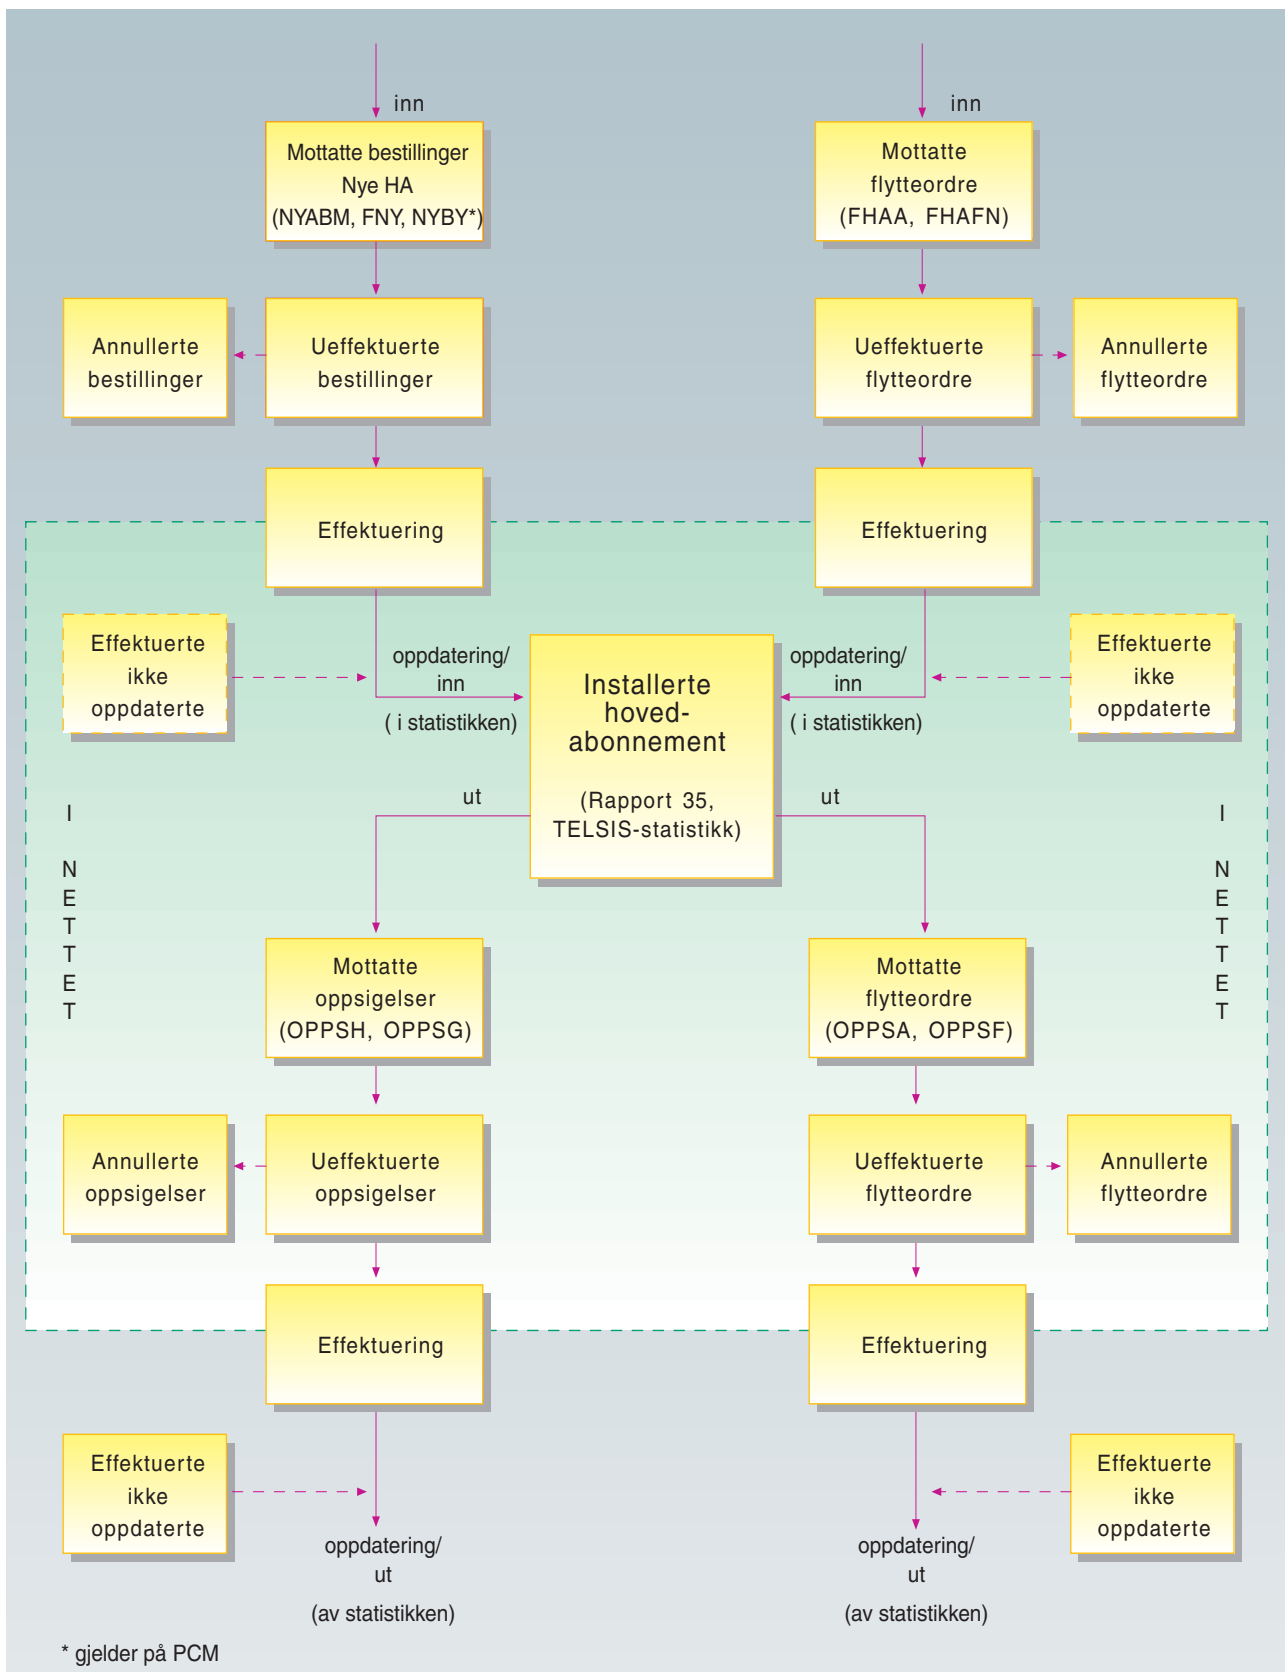 inn
inn
Mottatte bestillinger
Nye HA
(NYABM, FNY, NYBY*)
Mottatte
flytteordre
(FHAA, FHAFN)
Annullerte
bestillinger
Ueffektuerte
bestillinger
Ueffektuerte
flytteordre
Annullerte
flytteordre
Effektuering
Effektuering
Effektuerte
ikke
oppdaterte
oppdatering/
inn
( i statistikken)
Installerte
hoved-
abonnement
(Rapport 35,
TELSIS-statistikk)
oppdatering/
inn
( i statistikken)
Effektuerte
ikke
oppdaterte
ut
ut
I
N
E
T
T
E
T
I
N
E
T
T
E
T
Mottatte
oppsigelser
(OPPSH, OPPSG)
Mottatte
flytteordre
(OPPSA, OPPSF)
Annullerte
oppsigelser
Ueffektuerte
oppsigelser
Ueffektuerte
flytteordre
Annullerte
flytteordre
Effektuering
Effektuering
Effektuerte
ikke
oppdaterte
Effektuerte
ikke
oppdaterte
oppdatering/
ut
(av statistikken)
oppdatering/
ut
(av statistikken)
* gjelder på PCM